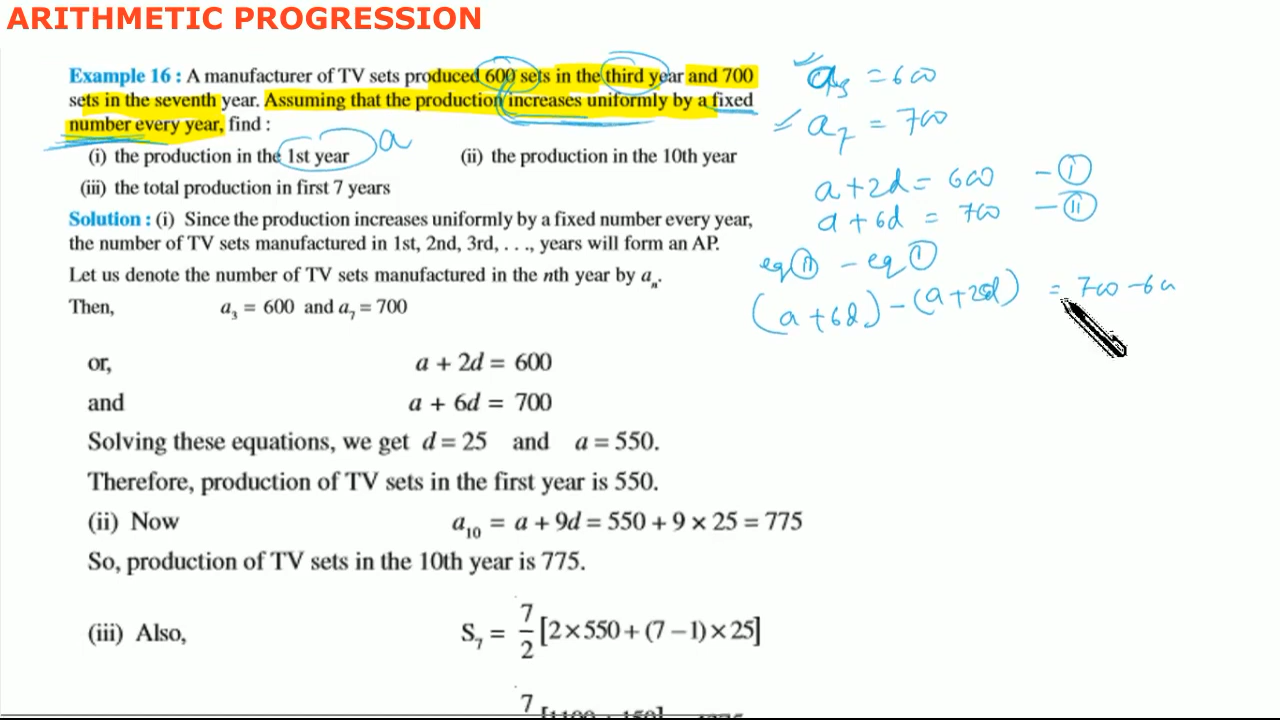 ARITHMETIC PROGRESSION
Example 16 : A manufacturer of TV sets produced 600 sets in the third year and 700
sets in the seventh year. Assuming that the production increases uniformly by a fixed
number every year, find :
(i) the production in the 1st year a (ii) the production in the 10th year
(iii) the total production in first 7 years
Solution : (i) Since the production increases uniformly by a fixed number every year,
the number of TV sets manufactured in 1st, 2nd, 3rd, . . ., years will form an AP.
Let us denote the number of TV sets manufactured in the nth year by aₙ.
Then, a₃ = 600 and a₇ = 700
or, a + 2d = 600
and a + 6d = 700
Solving these equations, we get d = 25 and a = 550.
Therefore, production of TV sets in the first year is 550.
(ii) Now a₁₀ = a + 9d = 550 + 9 × 25 = 775
So, production of TV sets in the 10th year is 775.
(iii) Also, S₇ = 7/2 [2 × 550 + (7 − 1) × 25]
7
a₃ = 600
a₇ = 700
a + 2d = 600 – (I)
a + 6d = 700 – (II)
eq (II) – eq (I)
(a + 6d) – (a + 2d) = 700 – 60